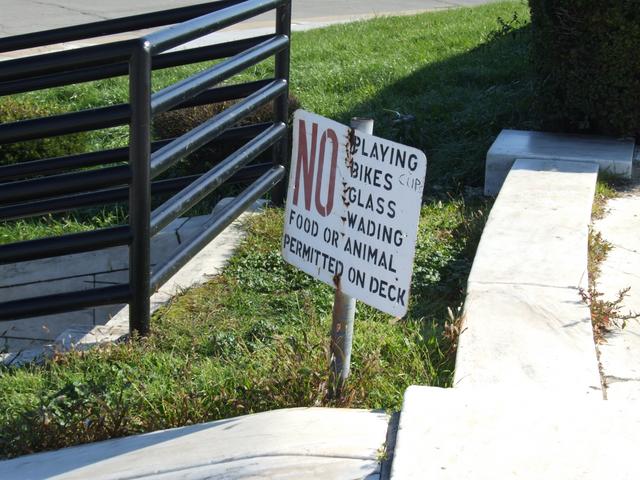 NO PLAYING
BIKES CUP
GLASS
WADING
FOOD OR ANIMAL
PERMITTED ON DECK